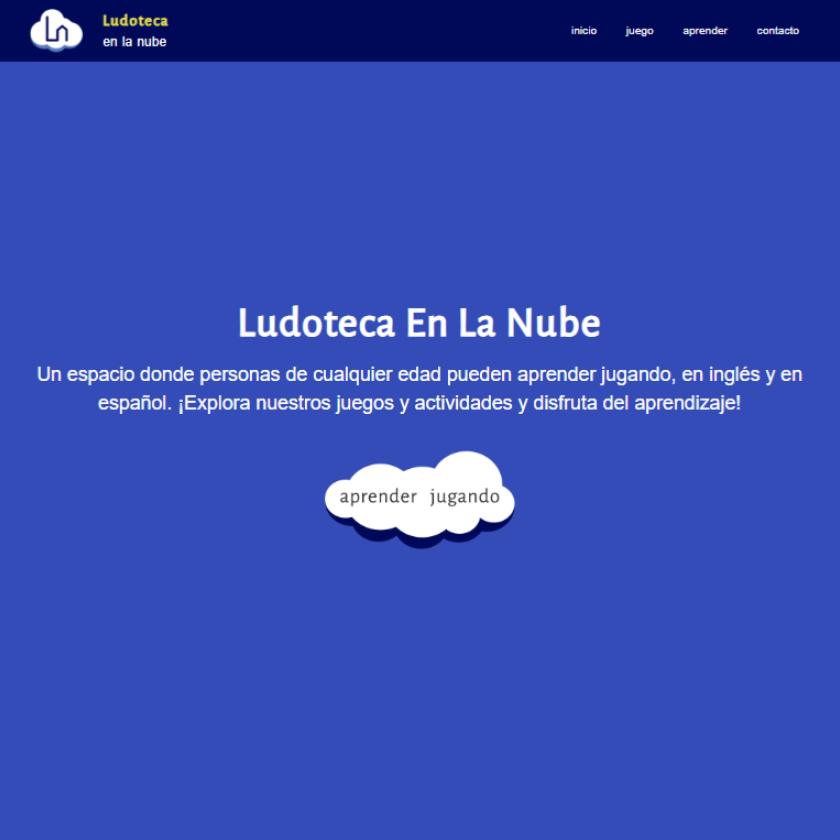 Ln
Ludoteca
en la nube
inicio juego aprender contacto
Ludoteca En La Nube
Un espacio donde personas de cualquier edad pueden aprender jugando, en inglés y en
español. ¡Explora nuestros juegos y actividades y disfruta del aprendizaje!
aprender jugando